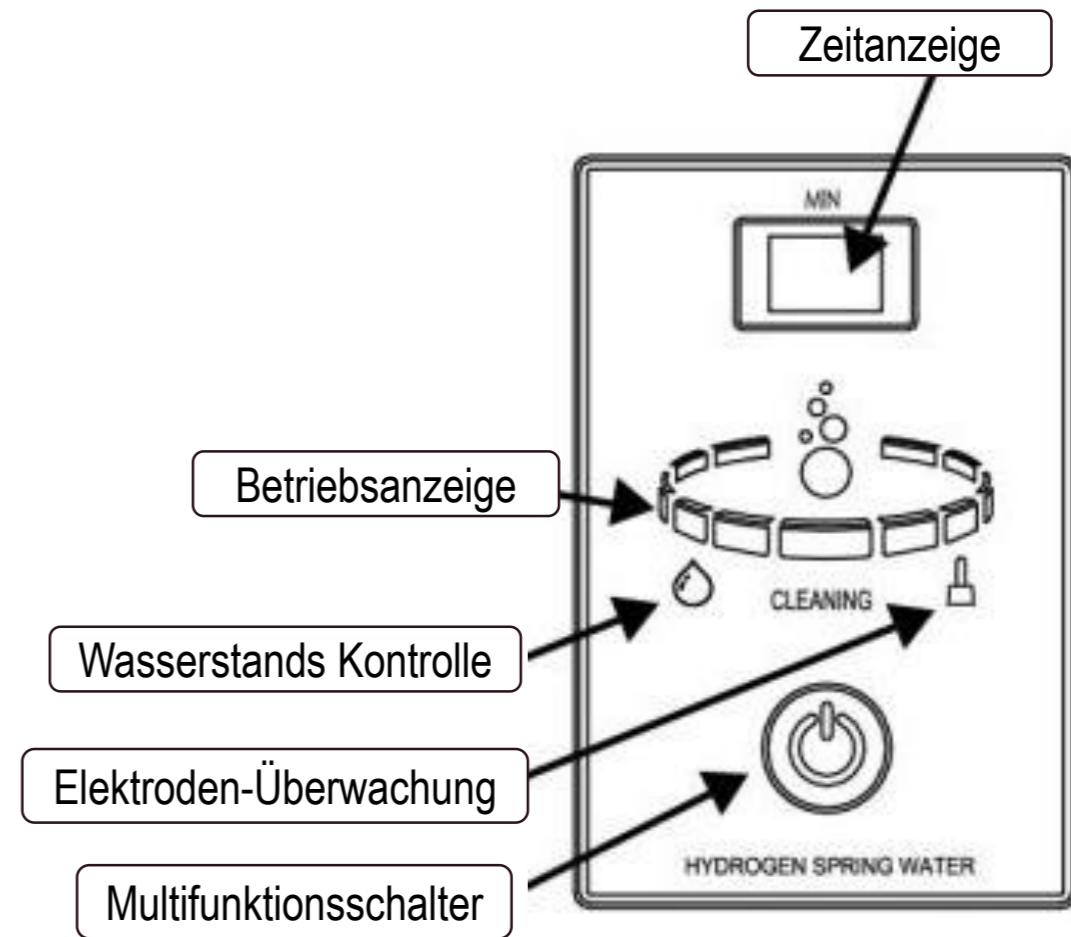 Zeitanzeige
MIN
Betriebsanzeige
CLEANING
Wasserstands Kontrolle
Elektroden-Überwachung
HYDROGEN SPRING WATER
Multifunktionsschalter